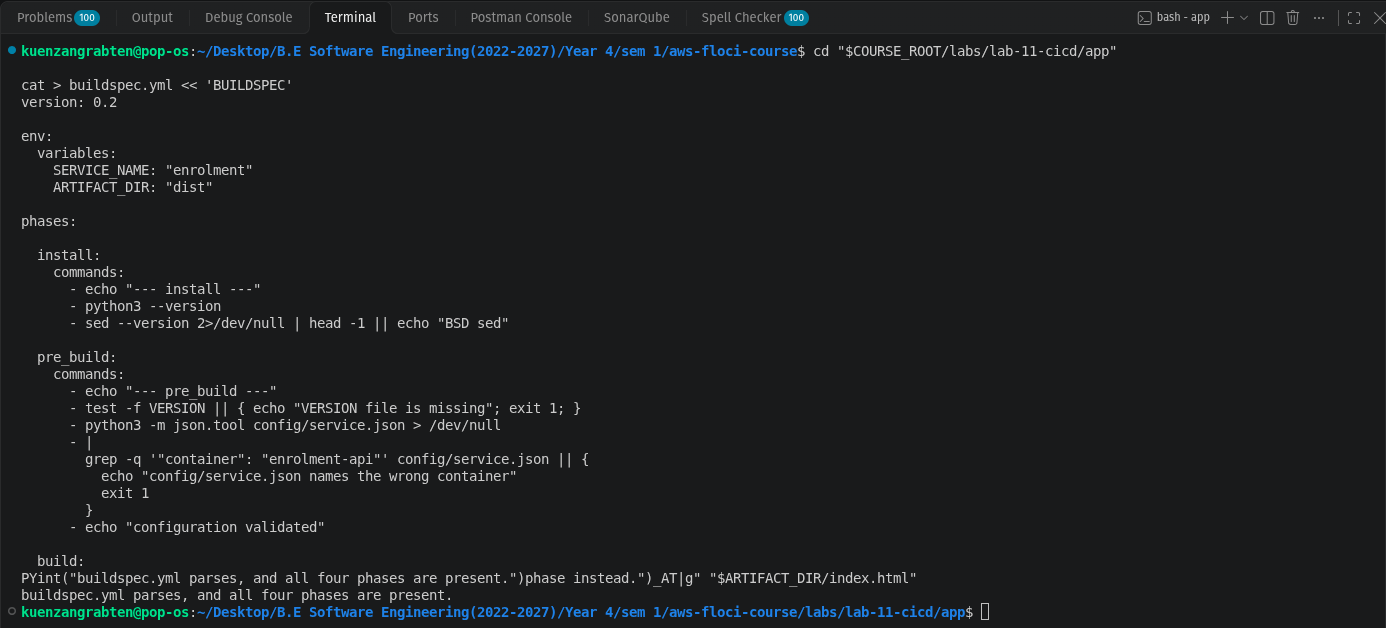 Problems 100 Output Debug Console Terminal Ports Postman Console SonarQube Spell Checker 100 bash - app
kuenzangrabten@pop-os:~/Desktop/B.E Software Engineering(2022-2027)/Year 4/sem 1/aws-floci-course$ cd "$COURSE_ROOT/labs/lab-11-cicd/app"
cat > buildspec.yml << 'BUILDSPEC'
version: 0.2
env:
  variables:
    SERVICE_NAME: "enrolment"
    ARTIFACT_DIR: "dist"
phases:
  install:
    commands:
      - echo "--- install ---"
      - python3 --version
      - sed --version 2>/dev/null | head -1 || echo "BSD sed"
  pre_build:
    commands:
      - echo "--- pre_build ---"
      - test -f VERSION || { echo "VERSION file is missing"; exit 1; }
      - python3 -m json.tool config/service.json > /dev/null
      - |
        grep -q '"container": "enrolment-api"' config/service.json || {
          echo "config/service.json names the wrong container"
          exit 1
        }
      - echo "configuration validated"
  build:
PYint("buildspec.yml parses, and all four phases are present.")phase instead.")_AT|g" "$ARTIFACT_DIR/index.html"
buildspec.yml parses, and all four phases are present.
kuenzangrabten@pop-os:~/Desktop/B.E Software Engineering(2022-2027)/Year 4/sem 1/aws-floci-course/labs/lab-11-cicd/app$